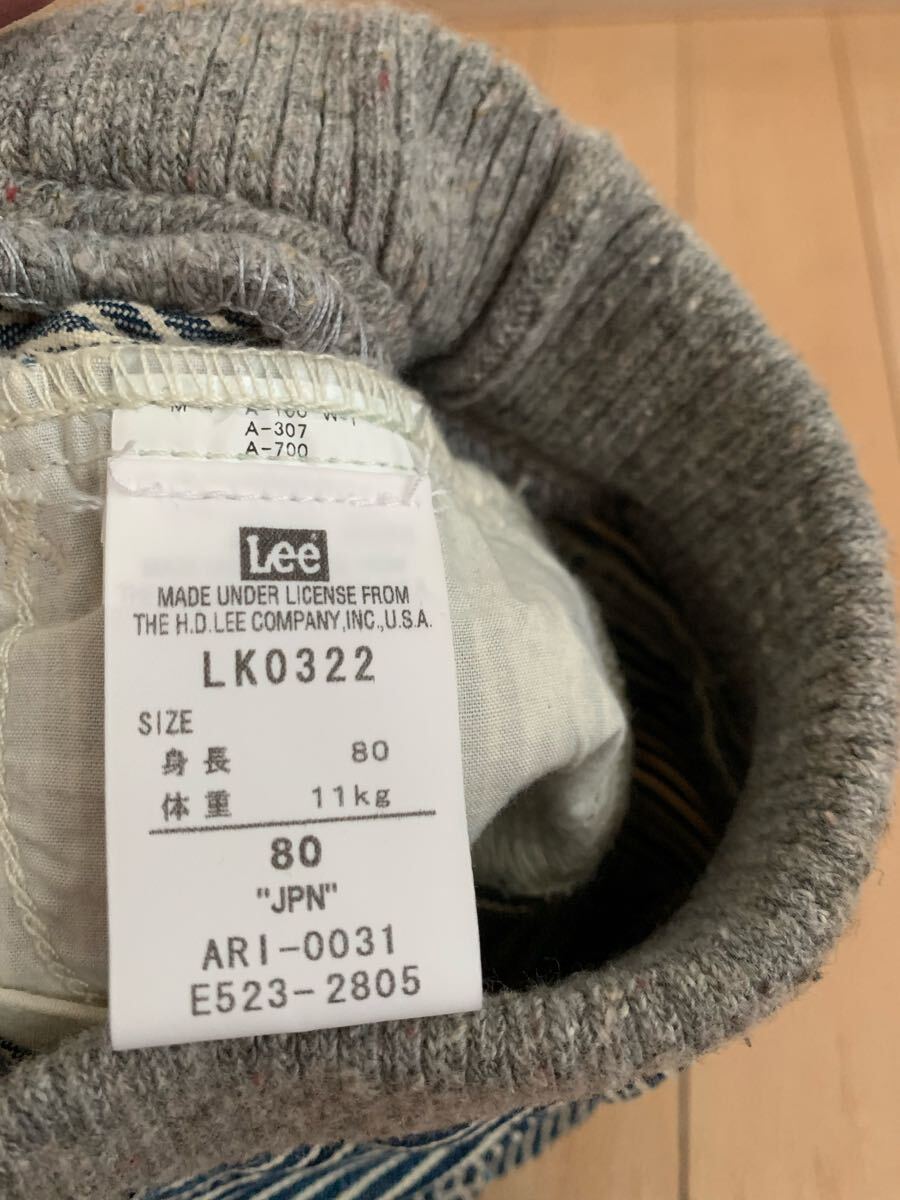 A-307
A-700
Lee
MADE UNDER LICENSE FROM
THE H.D.LEE COMPANY,INC.,U.S.A.
LK0322
SIZE
身長 80
体重 11kg
80
"JPN"
ARI-0031
E523-2805